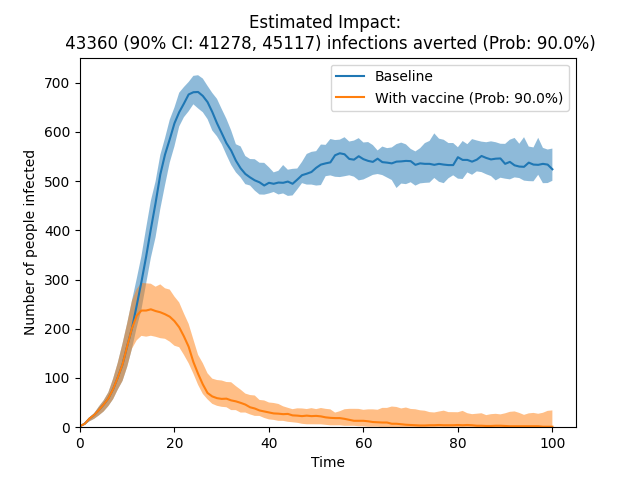 Estimated Impact:
43360 (90% CI: 41278, 45117) infections averted (Prob: 90.0%)
Baseline
With vaccine (Prob: 90.0%)
Number of people infected
700
600
500
400
300
200
100
0
0 20 40 60 80 100
Time